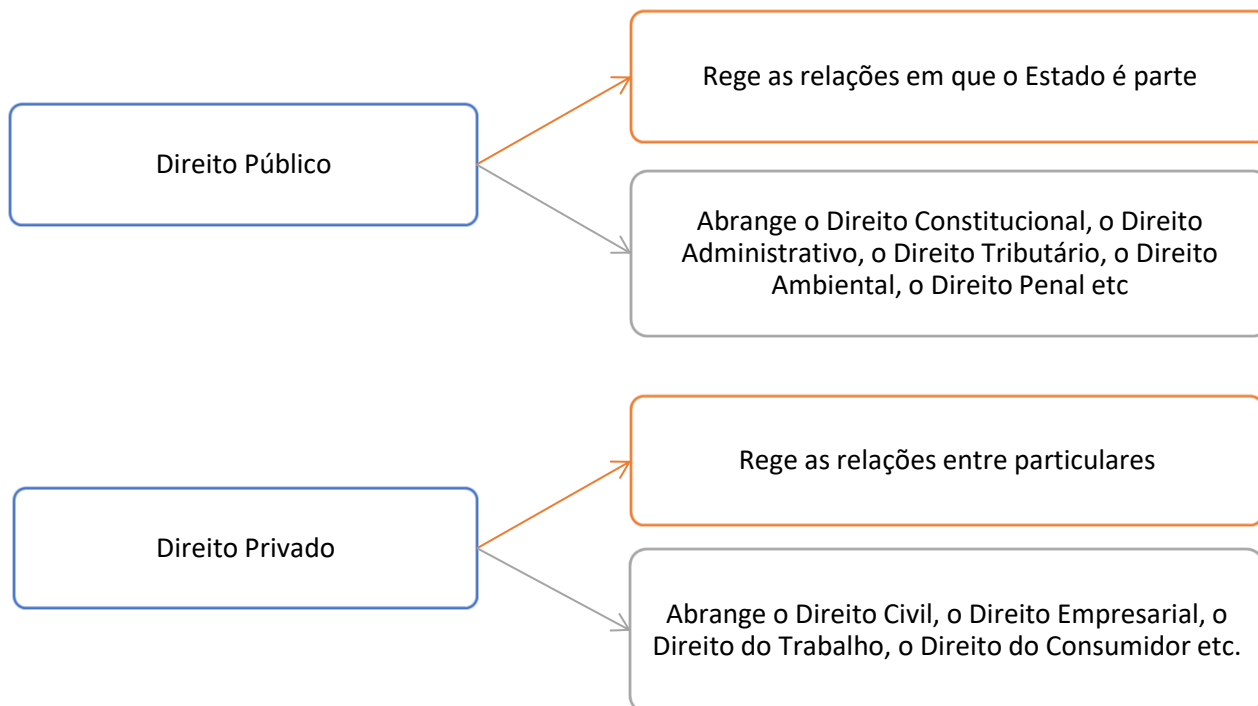 Rege as relações em que o Estado é parte
Direito Público
Abrange o Direito Constitucional, o Direito
Administrativo, o Direito Tributário, o Direito
Ambiental, o Direito Penal etc
Rege as relações entre particulares
Direito Privado
Abrange o Direito Civil, o Direito Empresarial, o
Direito do Trabalho, o Direito do Consumidor etc.